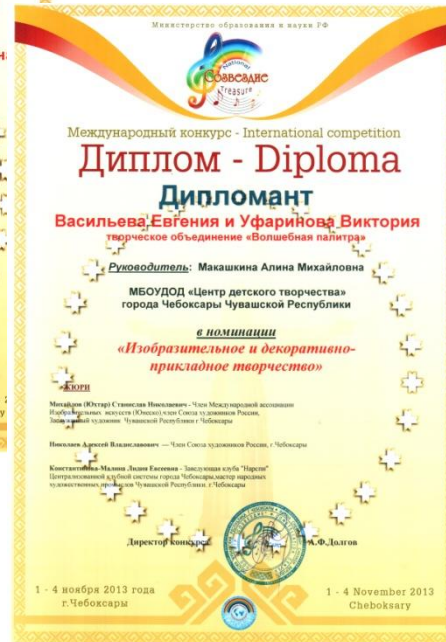 Министерство образования и науки РФ
National
Созвездие
Treasure
Международный конкурс - International competition
Диплом - Diploma
Дипломант
Васильева Евгения и Уфаринова Виктория
творческое объединение «Волшебная палитра»
Руководитель: Макашкина Алина Михайловна
МБОУДОД «Центр детского творчества»
города Чебоксары Чувашской Республики
в номинации
«Изобразительное и декоративно-
прикладное творчество»
ЖЮРИ
Михайлов (Юхтар) Станислав Николаевич - Член Международной ассоциации
Изобразительных искусств (Юнеско), член Союза художников России,
Заслуженный художник Чувашской Республики г.Чебоксары
Николаев Алексей Владиславович — Член Союза художников России, г.Чебоксары
Константинова-Малова Лидия Евсеевна - Заведующая клуба "Нарспи"
Централизованной клубной системы города Чебоксары, мастер народных
художественных промыслов Чувашской Республики, г.Чебоксары
Директор конкурса А.Ф.Долгов
1 - 4 ноября 2013 года
г.Чебоксары
1 - 4 November 2013
Cheboksary